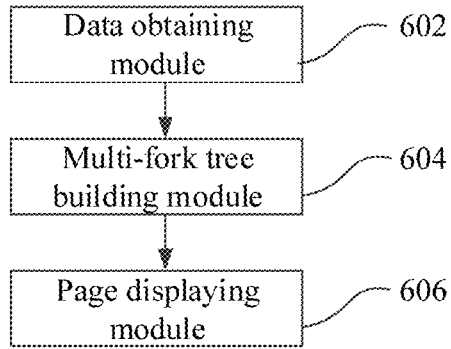 Data obtaining
module
602
Multi-fork tree
building module
604
Page displaying
module
606